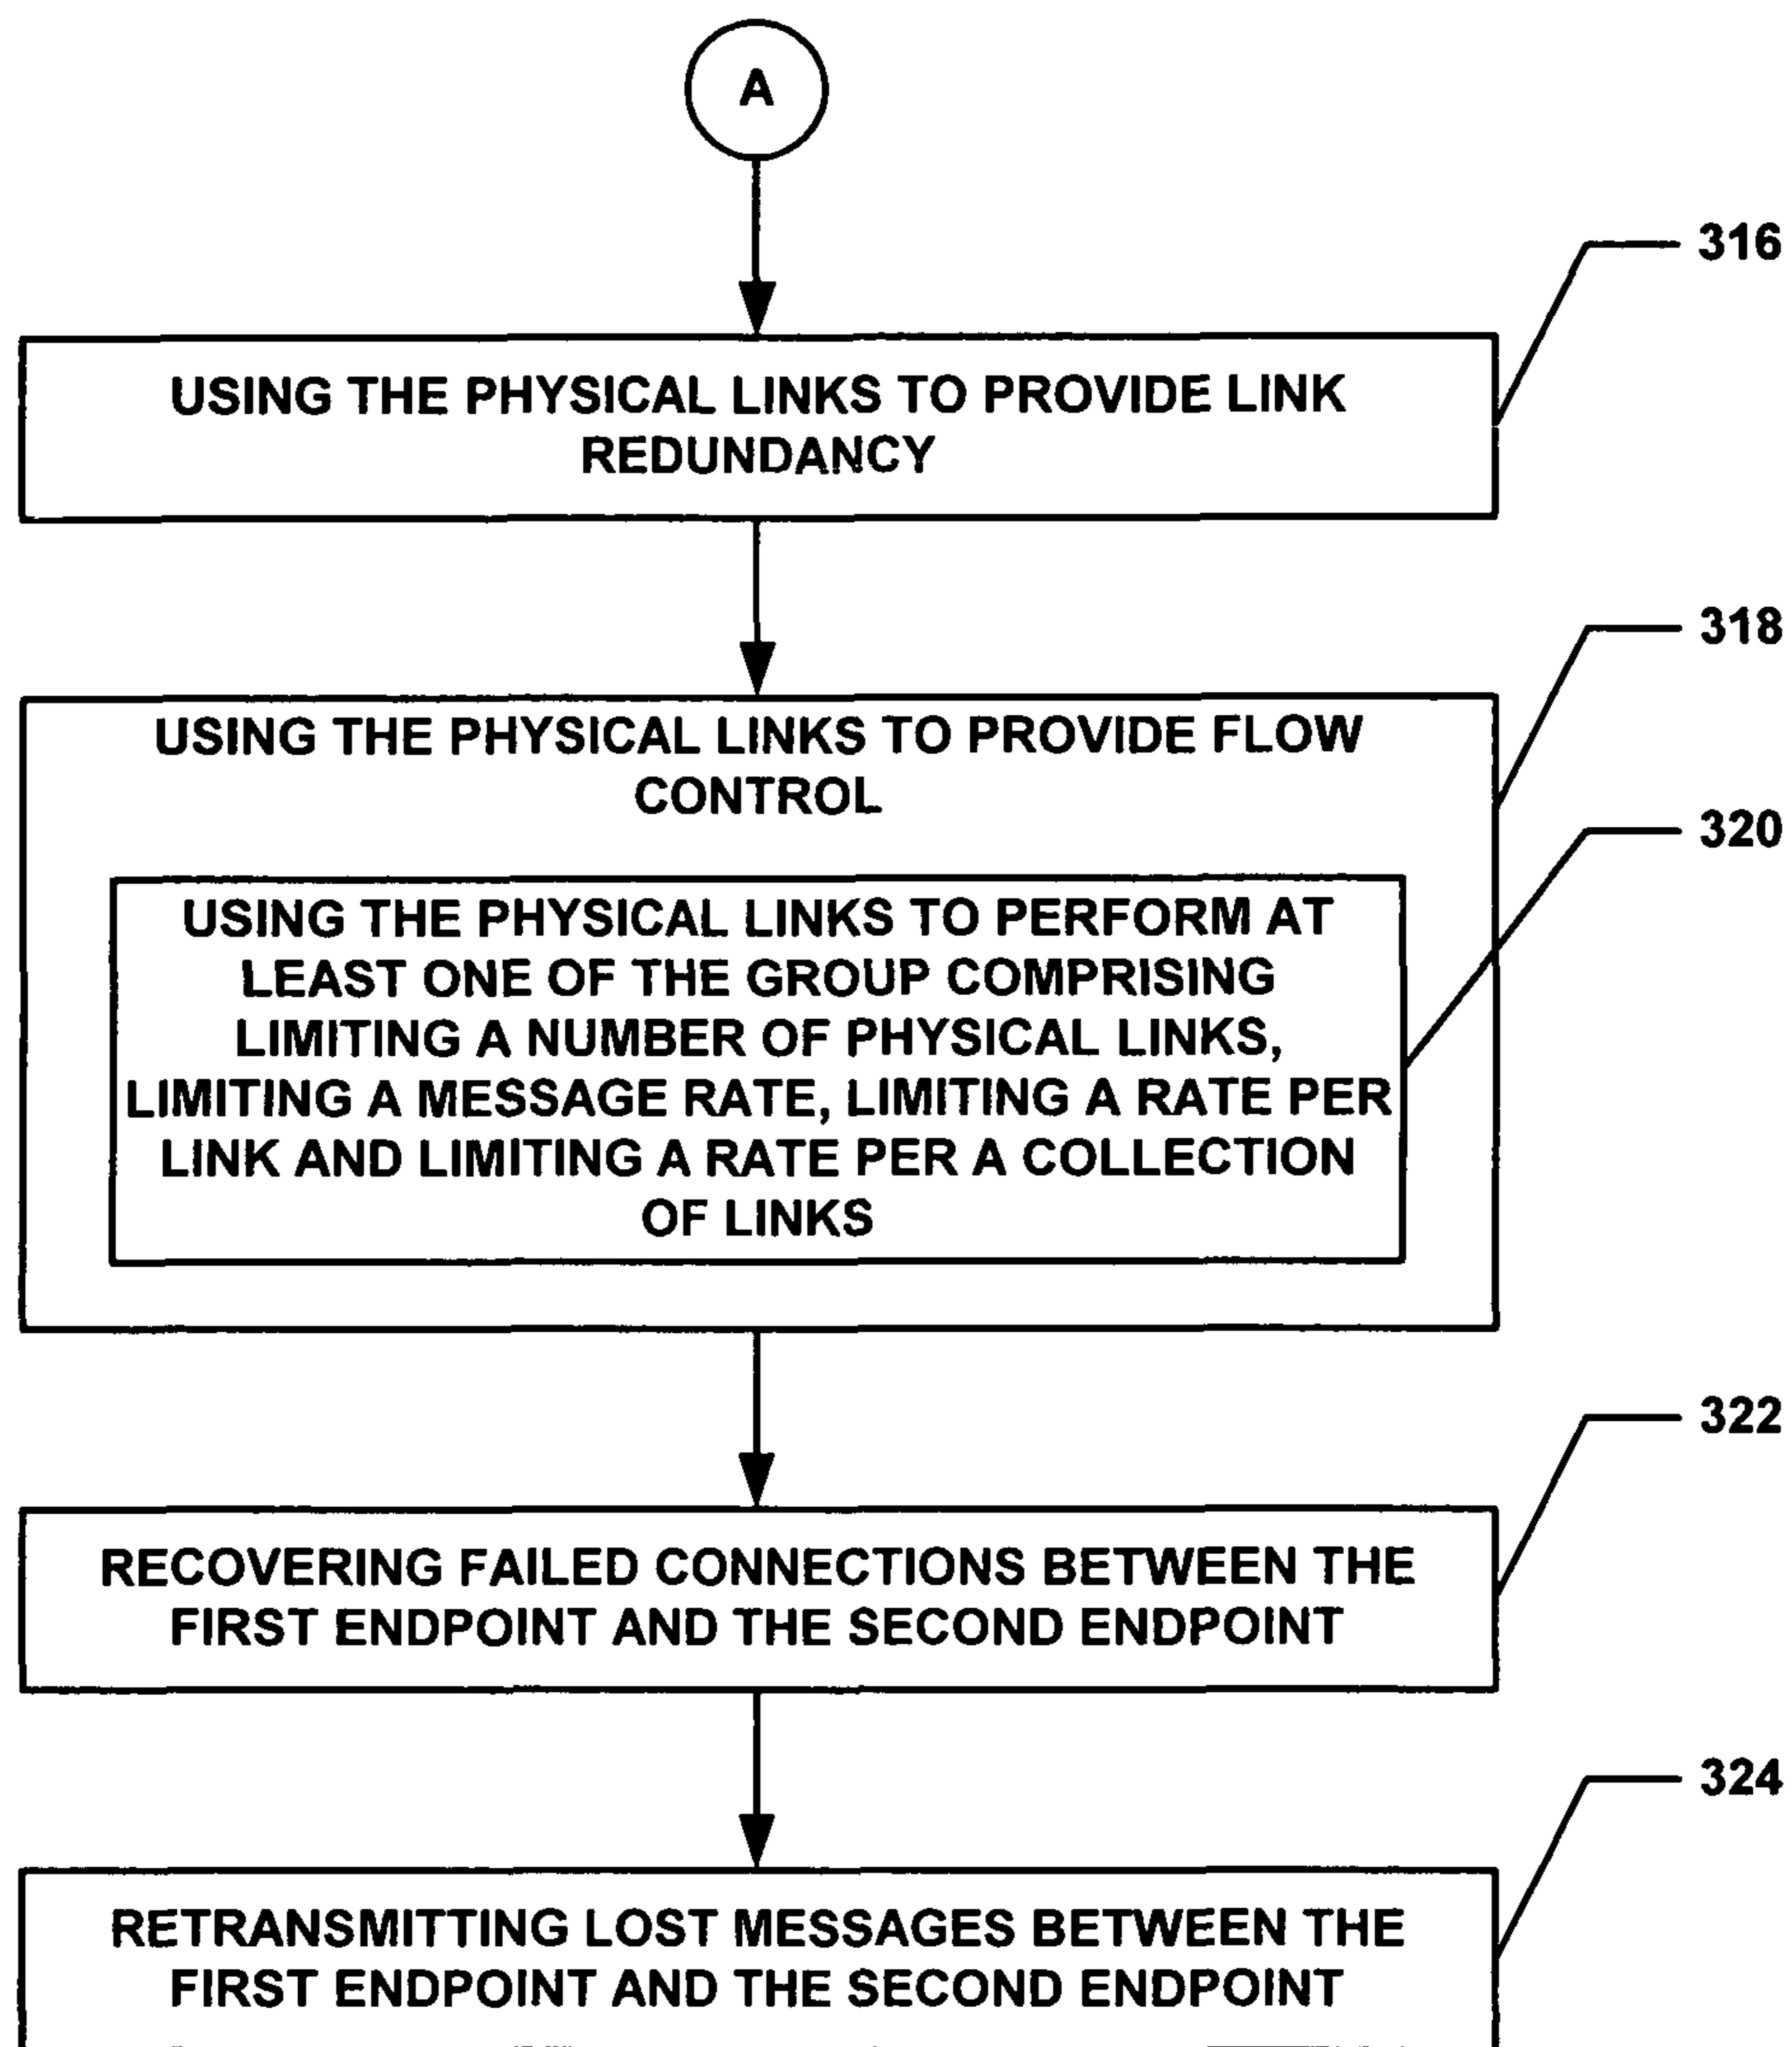 A
316
USING THE PHYSICAL LINKS TO PROVIDE LINK
REDUNDANCY
318
USING THE PHYSICAL LINKS TO PROVIDE FLOW
CONTROL
320
USING THE PHYSICAL LINKS TO PERFORM AT
LEAST ONE OF THE GROUP COMPRISING
LIMITING A NUMBER OF PHYSICAL LINKS,
LIMITING A MESSAGE RATE, LIMITING A RATE PER
LINK AND LIMITING A RATE PER A COLLECTION
OF LINKS
322
RECOVERING FAILED CONNECTIONS BETWEEN THE
FIRST ENDPOINT AND THE SECOND ENDPOINT
324
RETRANSMITTING LOST MESSAGES BETWEEN THE
FIRST ENDPOINT AND THE SECOND ENDPOINT